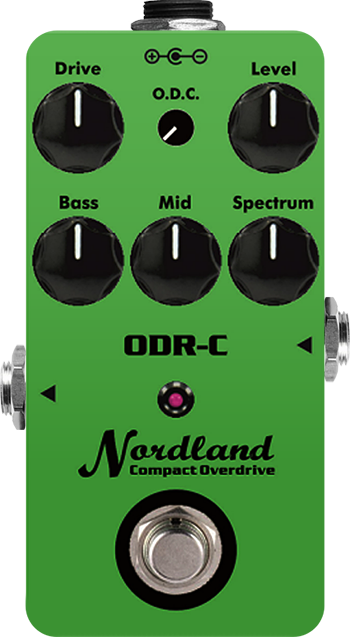 Drive
Level
O.D.C.
Bass
Mid
Spectrum
ODR-C
Nordland
Compact Overdrive